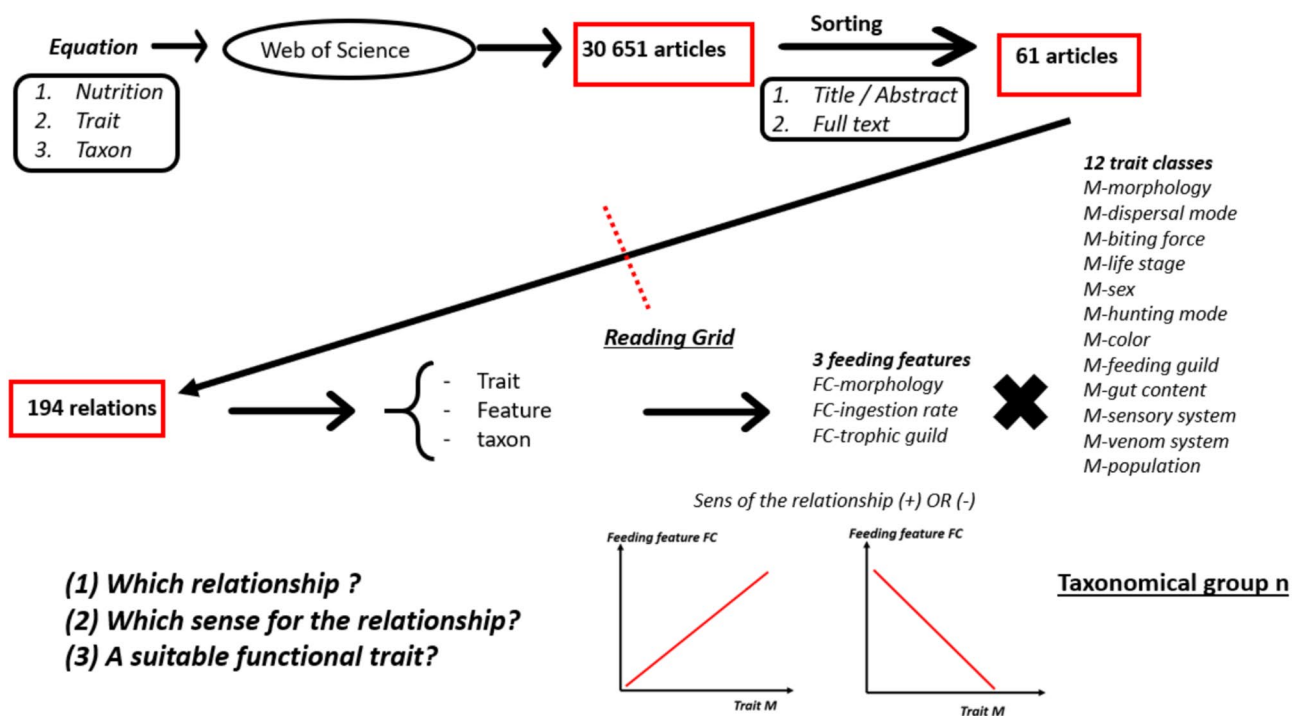 Equation
Web of Science
30 651 articles
Sorting
61 articles
1. Nutrition
2. Trait
3. Taxon
1. Title / Abstract
2. Full text
12 trait classes
M-morphology
M-dispersal mode
M-biting force
M-life stage
M-sex
M-hunting mode
M-color
M-feeding guild
M-gut content
M-sensory system
M-venom system
M-population
Reading Grid
194 relations
- Trait
- Feature
- taxon
3 feeding features
FC-morphology
FC-ingestion rate
FC-trophic guild
Sens of the relationship (+) OR (-)
Feeding feature FC
Trait M
Feeding feature FC
Trait M
Taxonomical group n
(1) Which relationship ?
(2) Which sense for the relationship?
(3) A suitable functional trait?